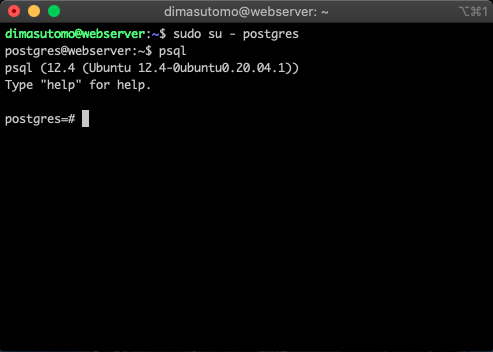 dimasutomo@webserver: ~
⌥⌘1
dimasutomo@webserver:~$ sudo su - postgres
postgres@webserver:~$ psql
psql (12.4 (Ubuntu 12.4-0ubuntu0.20.04.1))
Type "help" for help.
postgres=#